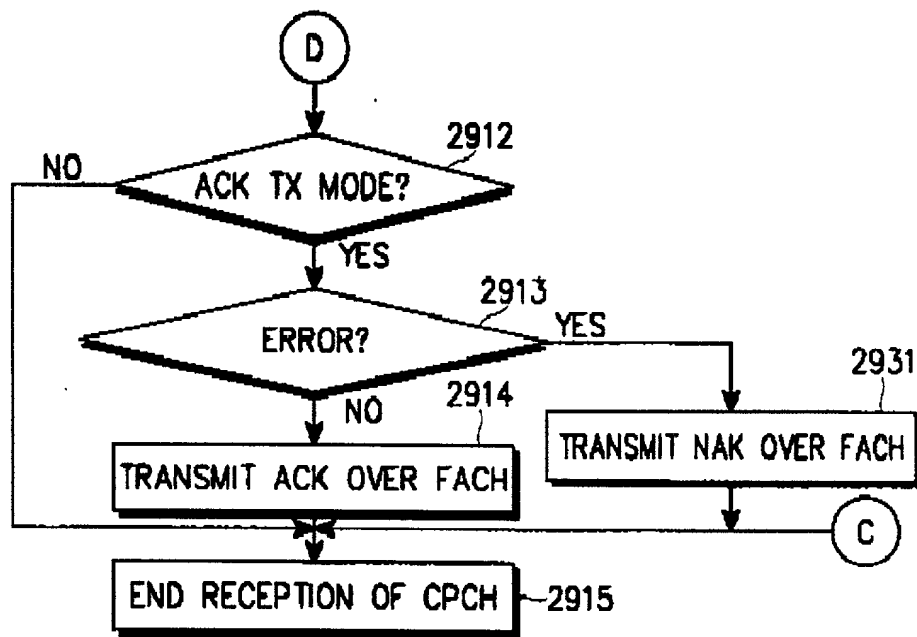 D
2912
NO
ACK TX MODE?
YES
2913
ERROR?
YES
2914
2931
NO
TRANSMIT ACK OVER FACH
TRANSMIT NAK OVER FACH
C
END RECEPTION OF CPCH
2915